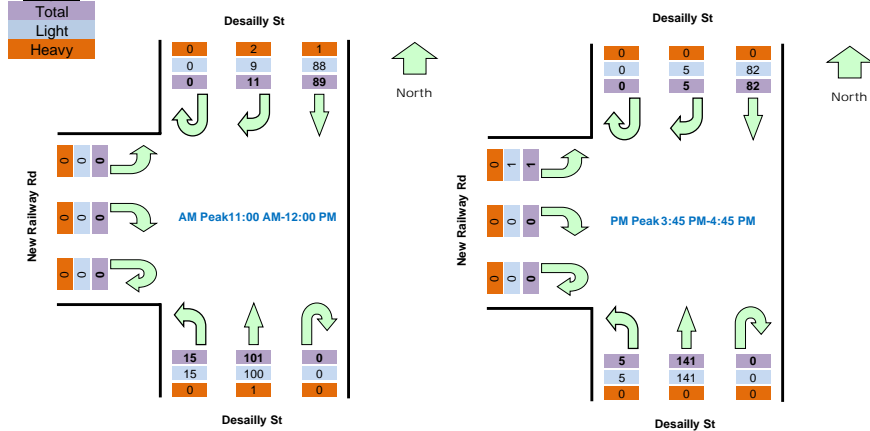 Total
Light
Heavy
Desailly St
0 2 1
0 9 88
0 11 89
North
New Railway Rd
0 0 0
0 0 0
0 0 0
AM Peak11:00 AM-12:00 PM
15 101 0
15 100 0
0 1 0
Desailly St
Desailly St
0 0 0
0 5 82
0 5 82
North
New Railway Rd
0 1 1
0 0 0
0 0 0
PM Peak3:45 PM-4:45 PM
5 141 0
5 141 0
0 0 0
Desailly St